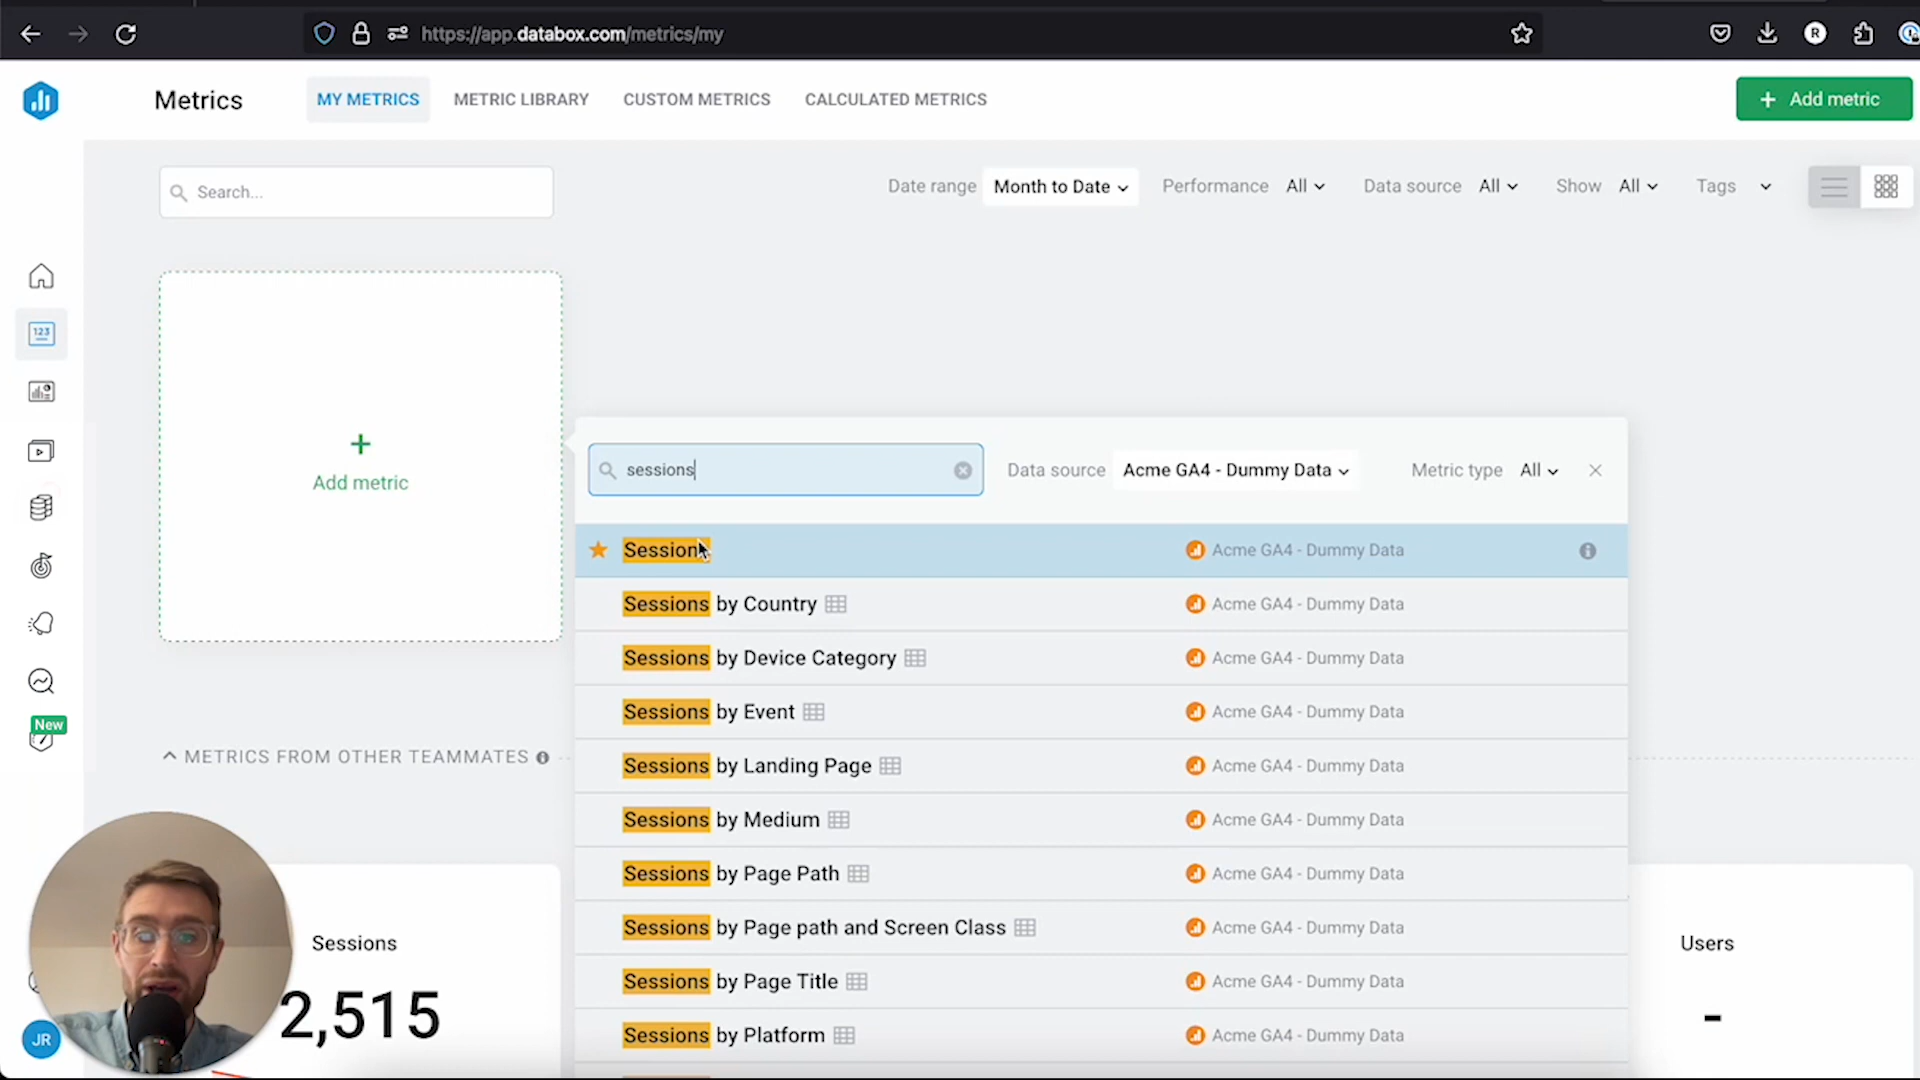 https://app.databox.com/metrics/my
R
Metrics
MY METRICS
METRIC LIBRARY
CUSTOM METRICS
CALCULATED METRICS
+ Add metric
Search...
Date range
Month to Date
Performance
All
Data source
All
Show
All
Tags
123
+
Add metric
sessions
Data source
Acme GA4 - Dummy Data
Metric type
All
Sessions
Acme GA4 - Dummy Data
Sessions by Country
Acme GA4 - Dummy Data
Sessions by Device Category
Acme GA4 - Dummy Data
Sessions by Event
Acme GA4 - Dummy Data
Sessions by Landing Page
Acme GA4 - Dummy Data
Sessions by Medium
Acme GA4 - Dummy Data
Sessions by Page Path
Acme GA4 - Dummy Data
Sessions by Page path and Screen Class
Acme GA4 - Dummy Data
Sessions by Page Title
Acme GA4 - Dummy Data
Sessions by Platform
Acme GA4 - Dummy Data
New
METRICS FROM OTHER TEAMMATES
Sessions
2,515
Users
-
JR